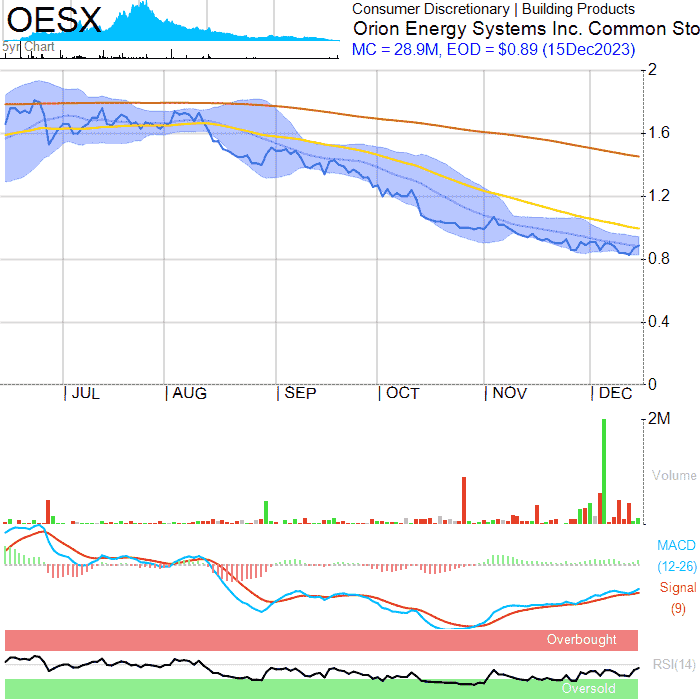 OESX
5yr Chart
Consumer Discretionary | Building Products
Orion Energy Systems Inc. Common Sto
MC = 28.9M, EOD = $0.89 (15Dec2023)
2
1.6
1.2
0.8
0.4
0
JUL
AUG
SEP
OCT
NOV
DEC
2M
Volume
MACD
(12-26)
Signal
(9)
Overbought
RSI(14)
Oversold